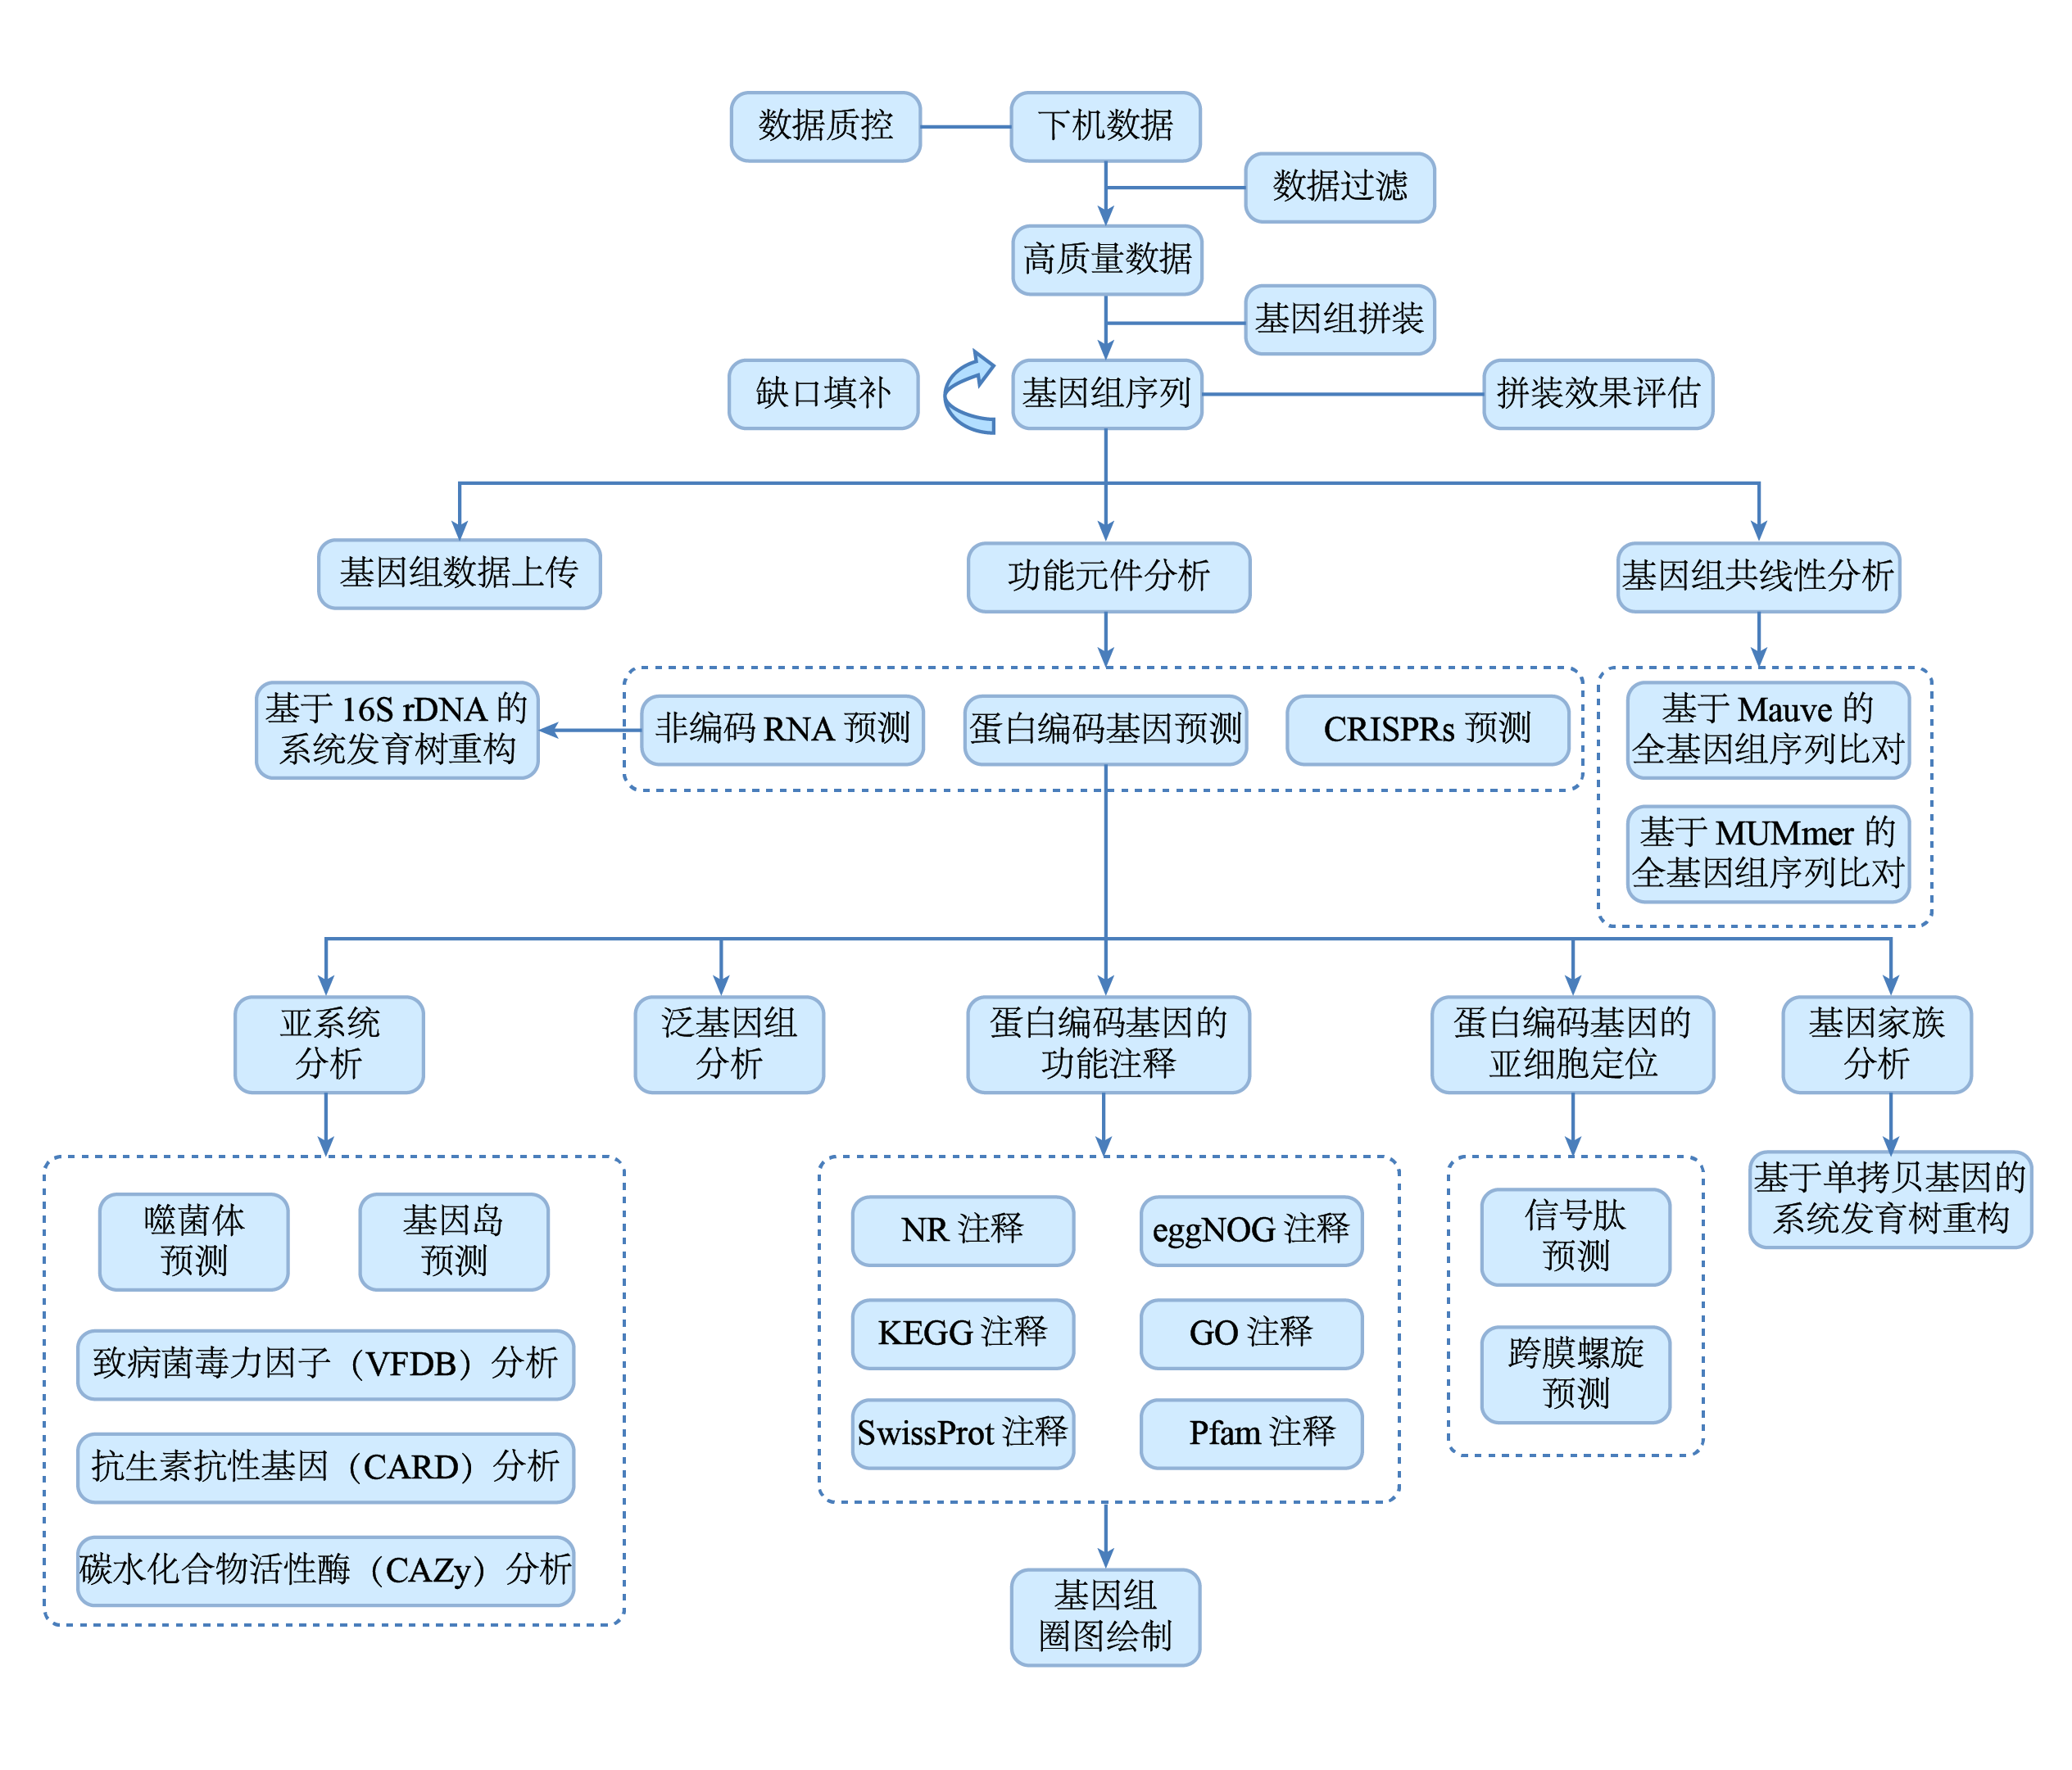 数据质控
下机数据
数据过滤
高质量数据
基因组拼装
缺口填补
基因组序列
拼装效果评估
基因组数据上传
功能元件分析
基因组共线性分析
基于 16S rDNA 的
系统发育树重构
非编码 RNA 预测
蛋白编码基因预测
CRISPRs 预测
基于 Mauve 的
全基因组序列比对
基于 MUMmer 的
全基因组序列比对
亚系统
分析
泛基因组
分析
蛋白编码基因的
功能注释
蛋白编码基因的
亚细胞定位
基因家族
分析
噬菌体
预测
基因岛
预测
致病菌毒力因子（VFDB）分析
抗生素抗性基因（CARD）分析
碳水化合物活性酶（CAZy）分析
NR 注释
eggNOG 注释
KEGG 注释
GO 注释
SwissProt 注释
Pfam 注释
信号肽
预测
跨膜螺旋
预测
基于单拷贝基因的
系统发育树重构
基因组
圈图绘制